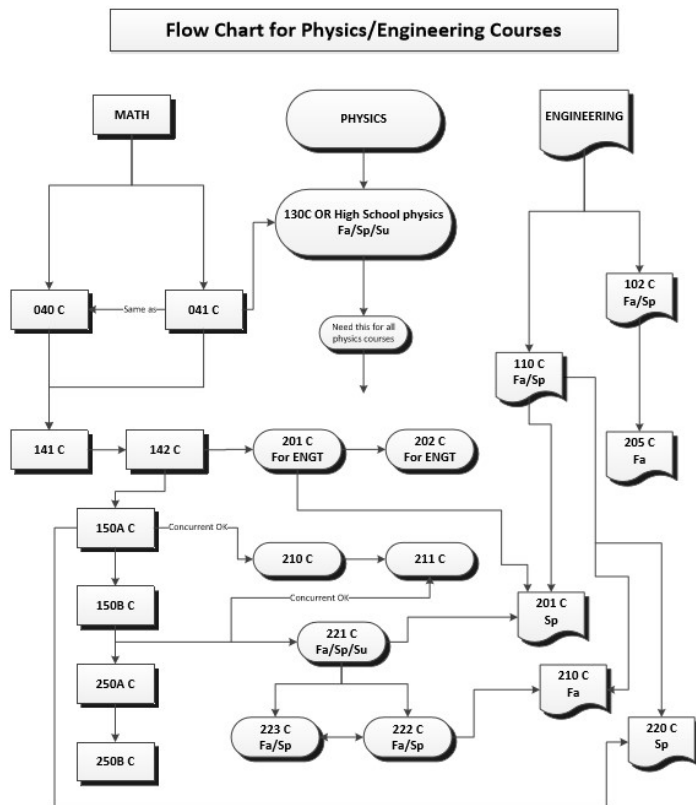 Flow Chart for Physics/Engineering Courses
MATH
PHYSICS
ENGINEERING
130C OR High School physics
Fa/Sp/Su
102 C
Fa/Sp
040 C
Same as
041 C
Need this for all
physics courses
110 C
Fa/Sp
141 C
142 C
201 C
For ENGT
202 C
For ENGT
205 C
Fa
150A C
Concurrent OK
210 C
211 C
150B C
Concurrent OK
201 C
Sp
221 C
Fa/Sp/Su
250A C
210 C
Fa
223 C
Fa/Sp
222 C
Fa/Sp
220 C
Sp
250B C